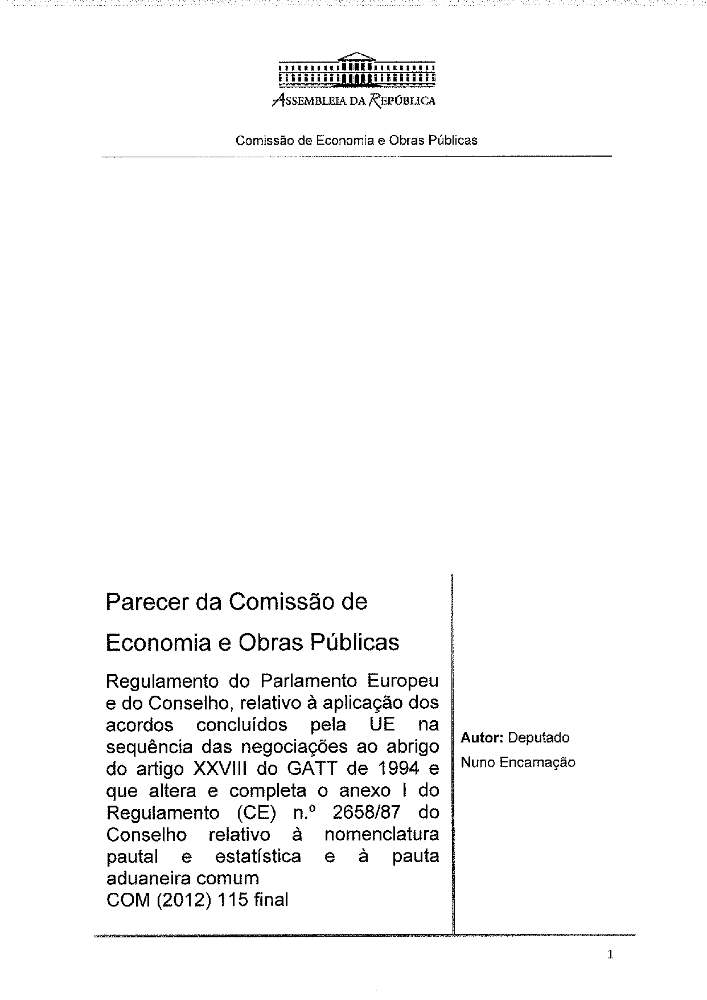 ASSEMBLEIA DA REPÚBLICA
Comissão de Economia e Obras Públicas
Parecer da Comissão de
Economia e Obras Públicas
Regulamento do Parlamento Europeu
e do Conselho, relativo à aplicação dos
acordos concluídos pela UE na
sequência das negociações ao abrigo
do artigo XXVIII do GATT de 1994 e
que altera e completa o anexo I do
Regulamento (CE) n.º 2658/87 do
Conselho relativo à nomenclatura
pautal e estatística e à pauta
aduaneira comum
COM (2012) 115 final
Autor: Deputado
Nuno Encarnação
1